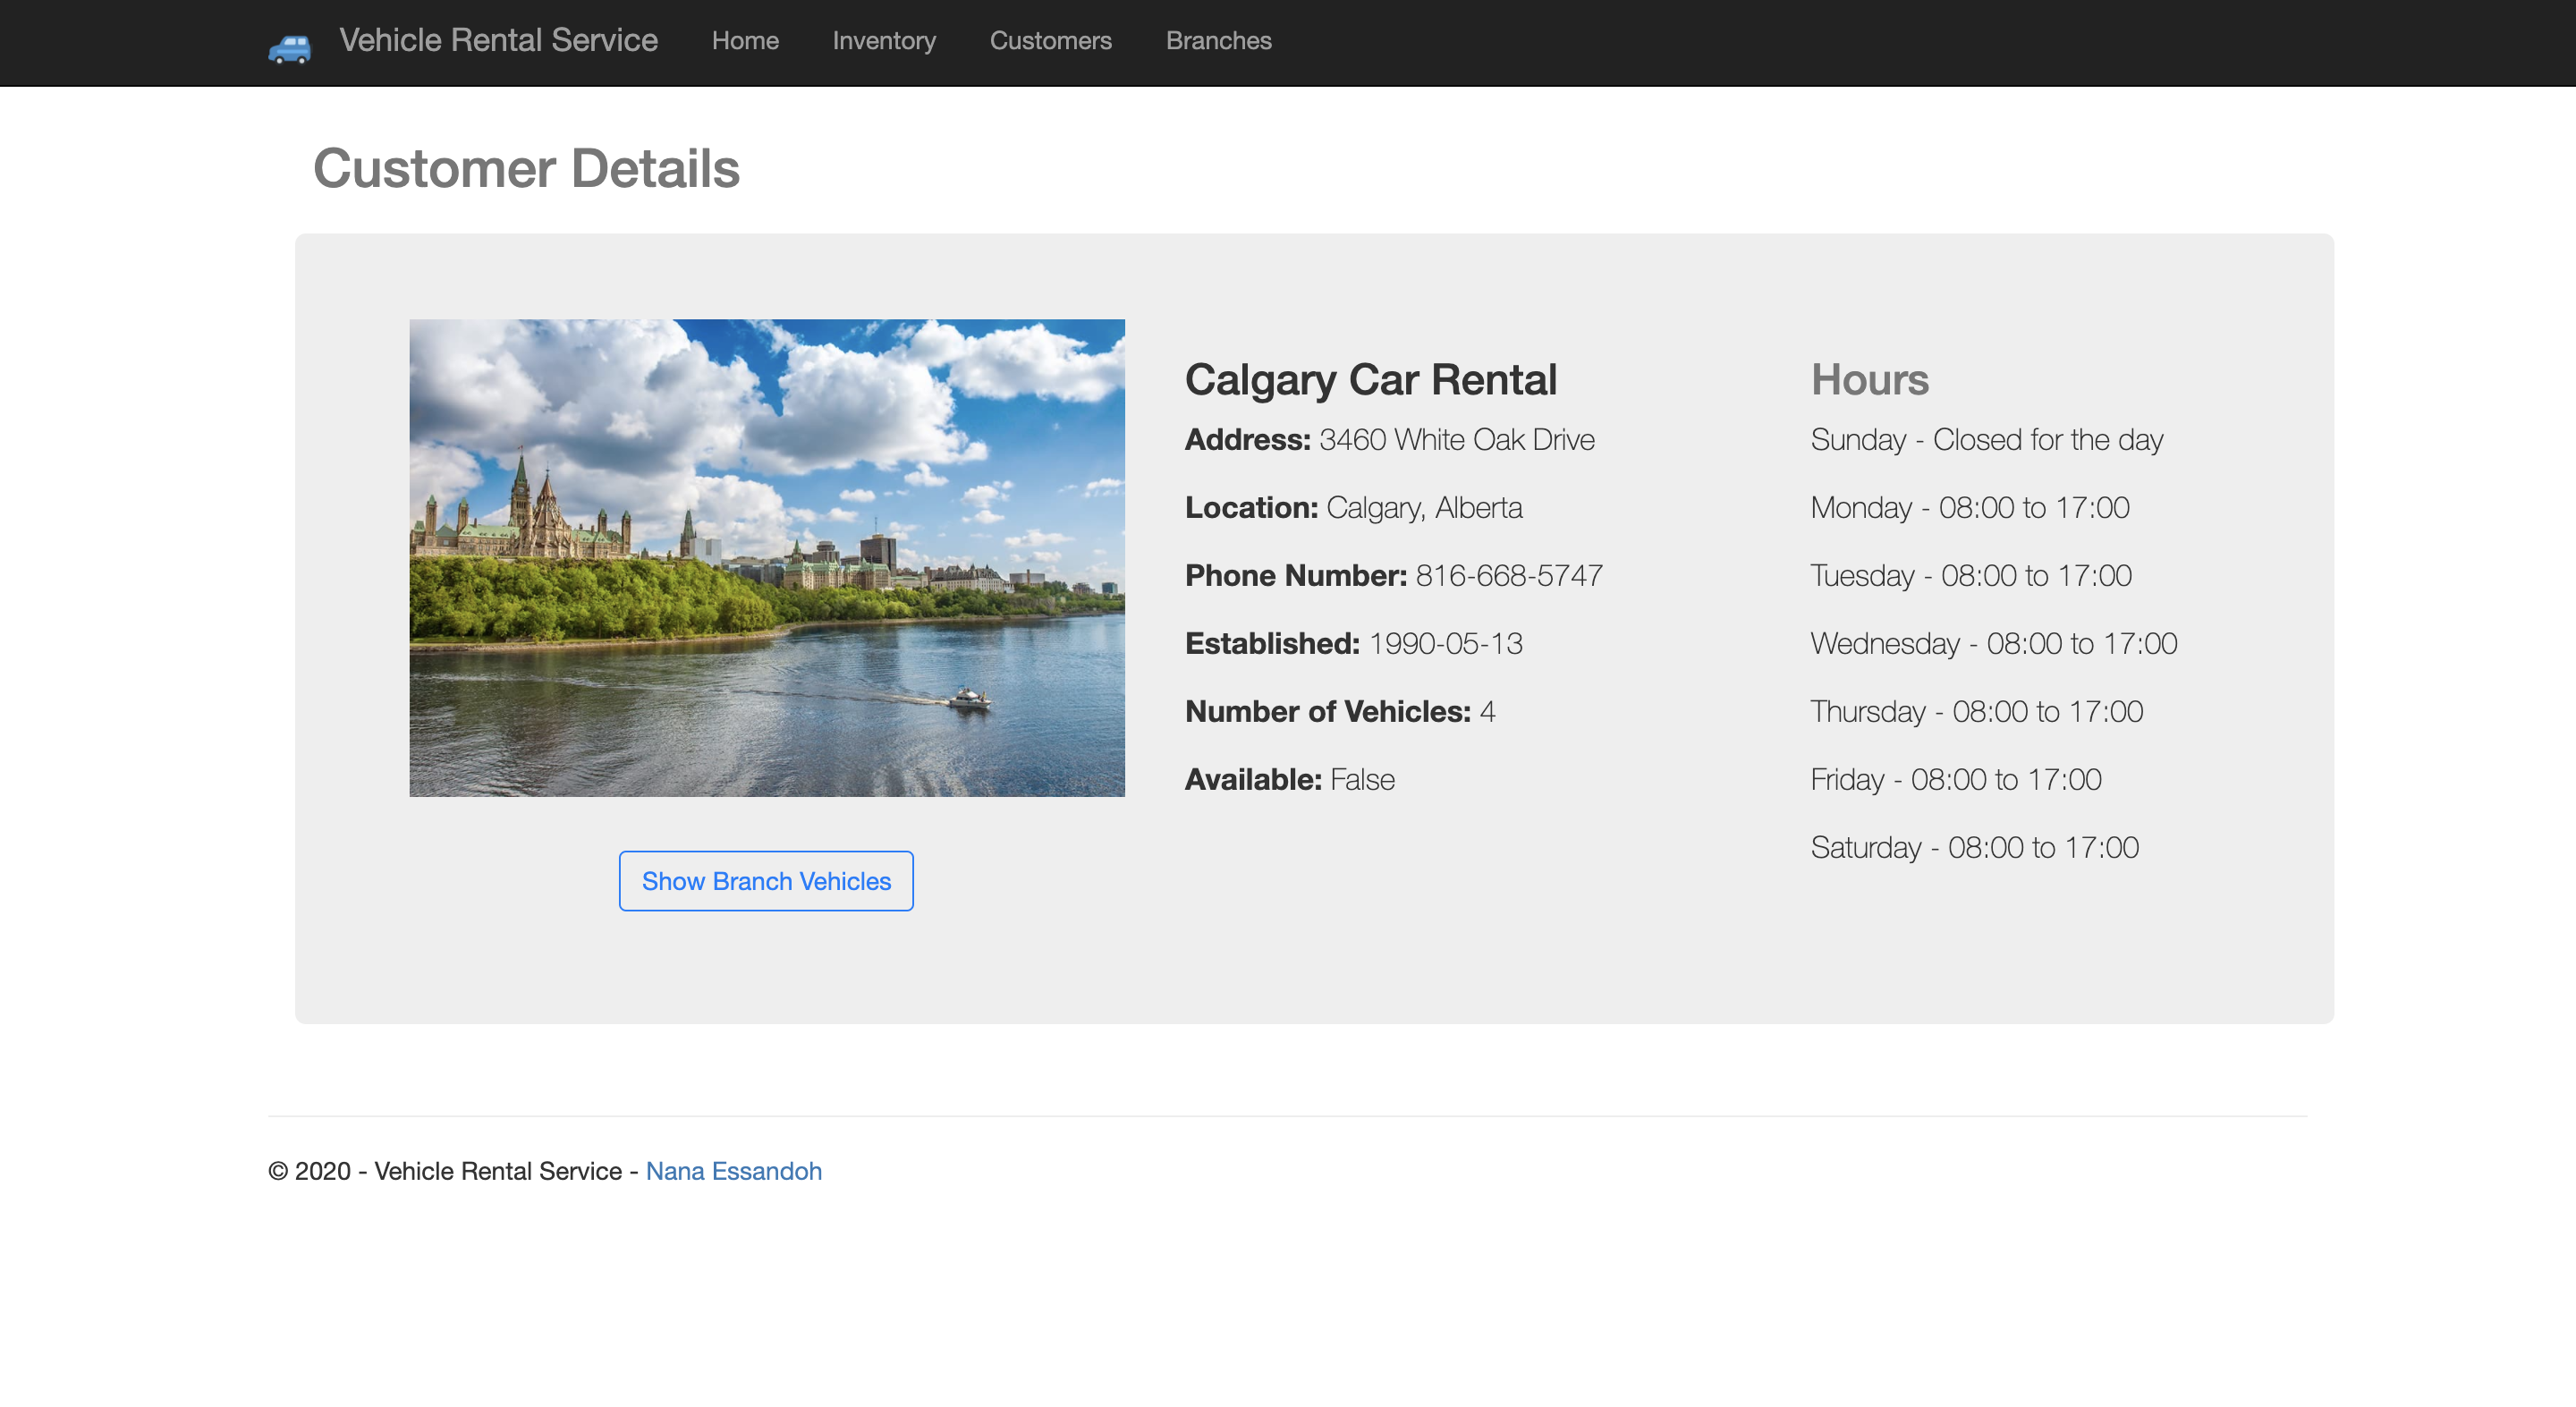 Vehicle Rental Service Home Inventory Customers Branches
Customer Details
Calgary Car Rental
Address: 3460 White Oak Drive
Location: Calgary, Alberta
Phone Number: 816-668-5747
Established: 1990-05-13
Number of Vehicles: 4
Available: False
Hours
Sunday - Closed for the day
Monday - 08:00 to 17:00
Tuesday - 08:00 to 17:00
Wednesday - 08:00 to 17:00
Thursday - 08:00 to 17:00
Friday - 08:00 to 17:00
Saturday - 08:00 to 17:00
Show Branch Vehicles
© 2020 - Vehicle Rental Service - Nana Essandoh